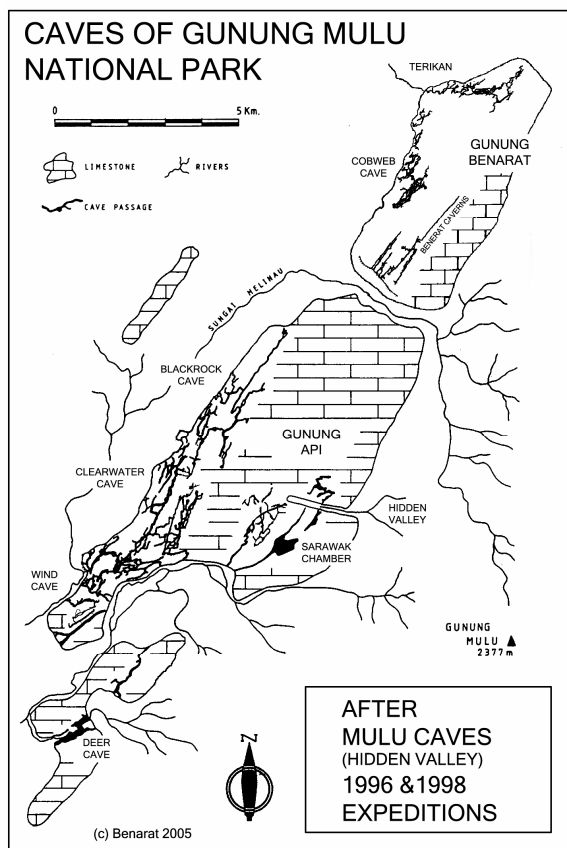 CAVES OF GUNUNG MULU
NATIONAL PARK
0 5 Km.
LIMESTONE
RIVERS
CAVE PASSAGE
TERIKAN
GUNUNG
BENARAT
COBWEB
CAVE
BENERAT CAVERNS
SUNGAI MELINAU
BLACKROCK
CAVE
GUNUNG
API
CLEARWATER
CAVE
HIDDEN
VALLEY
SARAWAK
CHAMBER
WIND
CAVE
GUNUNG
MULU
2377m
DEER
CAVE
N
AFTER
MULU CAVES
(HIDDEN VALLEY)
1996 &1998
EXPEDITIONS
(c) Benarat 2005